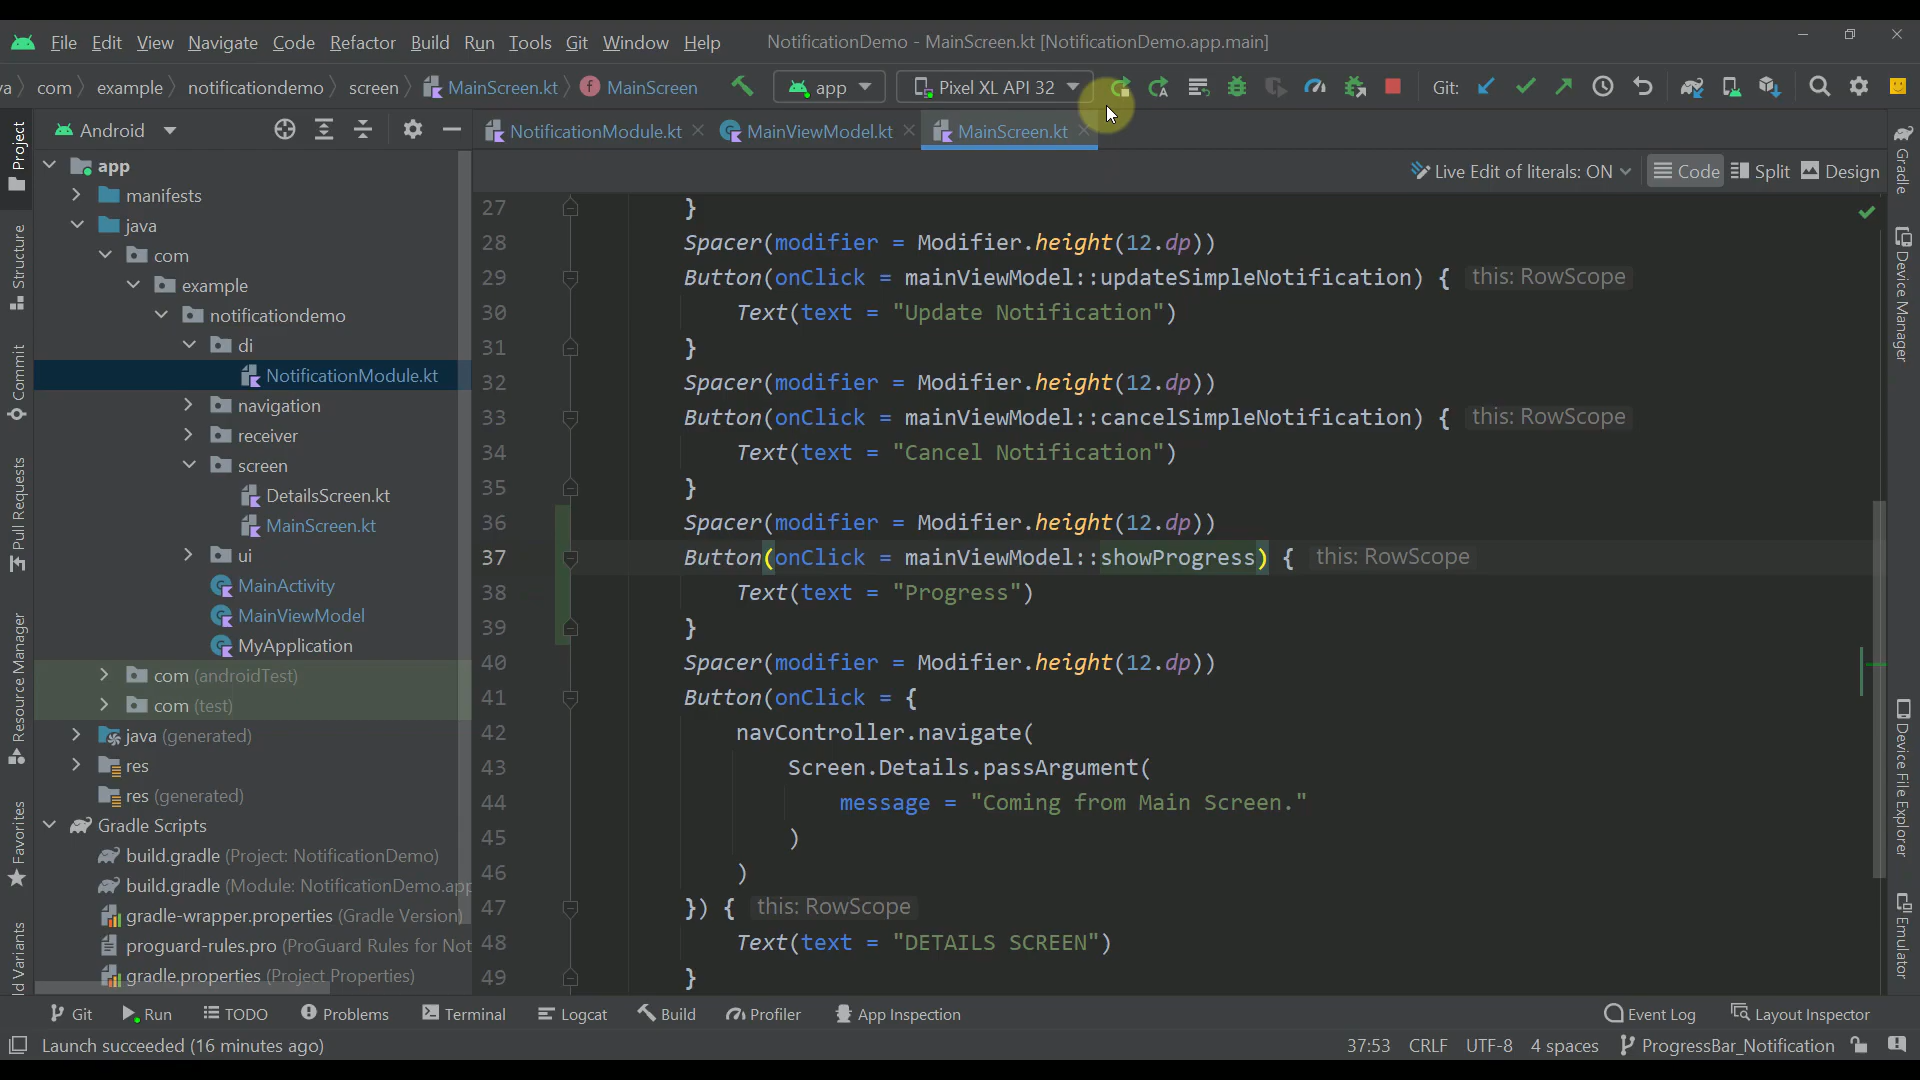 File Edit View Navigate Code Refactor Build Run Tools Git Window Help NotificationDemo - MainScreen.kt [NotificationDemo.app.main]
com example notificationdemo screen MainScreen.kt MainScreen app Pixel XL API 32 Git:
Android
NotificationModule.kt MainViewModel.kt MainScreen.kt
Live Edit of literals: ON Code Split Design
Project
Structure
Commit
Pull Requests
Resource Manager
Favorites
app
manifests
java
com
example
notificationdemo
di
NotificationModule.kt
navigation
receiver
screen
DetailsScreen.kt
MainScreen.kt
ui
MainActivity
MainViewModel
MyApplication
com (androidTest)
com (test)
java (generated)
res
res (generated)
Gradle Scripts
build.gradle (Project: NotificationDemo)
build.gradle (Module: NotificationDemo.app
gradle-wrapper.properties (Gradle Version)
proguard-rules.pro (ProGuard Rules for Not
gradle.properties (Project Properties)
27 }
28 Spacer(modifier = Modifier.height(12.dp))
29 Button(onClick = mainViewModel::updateSimpleNotification) { this: RowScope
30 Text(text = "Update Notification")
31 }
32 Spacer(modifier = Modifier.height(12.dp))
33 Button(onClick = mainViewModel::cancelSimpleNotification) { this: RowScope
34 Text(text = "Cancel Notification")
35 }
36 Spacer(modifier = Modifier.height(12.dp))
37 Button(onClick = mainViewModel::showProgress) { this: RowScope
38 Text(text = "Progress")
39 }
40 Spacer(modifier = Modifier.height(12.dp))
41 Button(onClick = {
42 navController.navigate(
43 Screen.Details.passArgument(
44 message = "Coming from Main Screen."
45 )
46 )
47 }) { this: RowScope
48 Text(text = "DETAILS SCREEN")
49 }
Gradle
Device Manager
Device File Explorer
Emulator
Git Run TODO Problems Terminal Logcat Build Profiler App Inspection Event Log Layout Inspector
Launch succeeded (16 minutes ago) 37:53 CRLF UTF-8 4 spaces ProgressBar_Notification